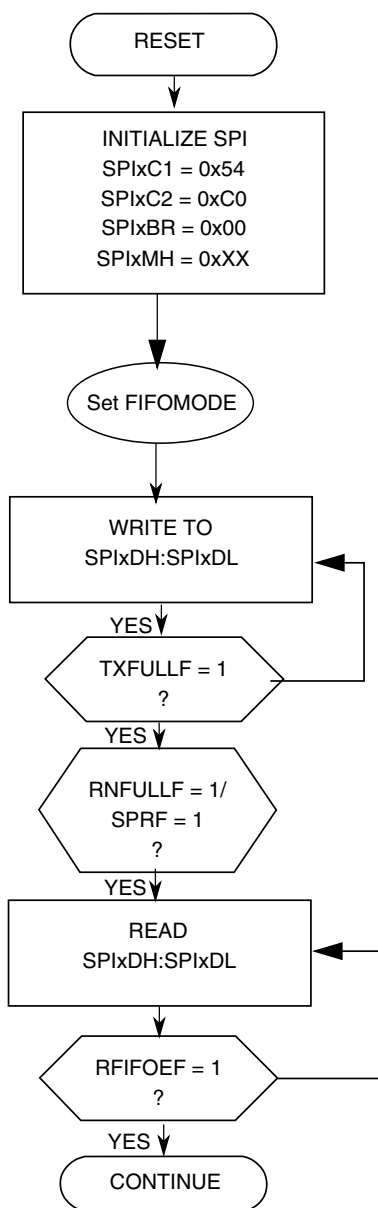 RESET
INITIALIZE SPI
SPIxC1 = 0x54
SPIxC2 = 0xC0
SPIxBR = 0x00
SPIxMH = 0xXX
Set FIFOMODE
WRITE TO
SPIxDH:SPIxDL
YES
TXFULLF = 1
?
YES
RNFULLF = 1/
SPRF = 1
?
YES
READ
SPIxDH:SPIxDL
RFIFOEF = 1
?
YES
CONTINUE